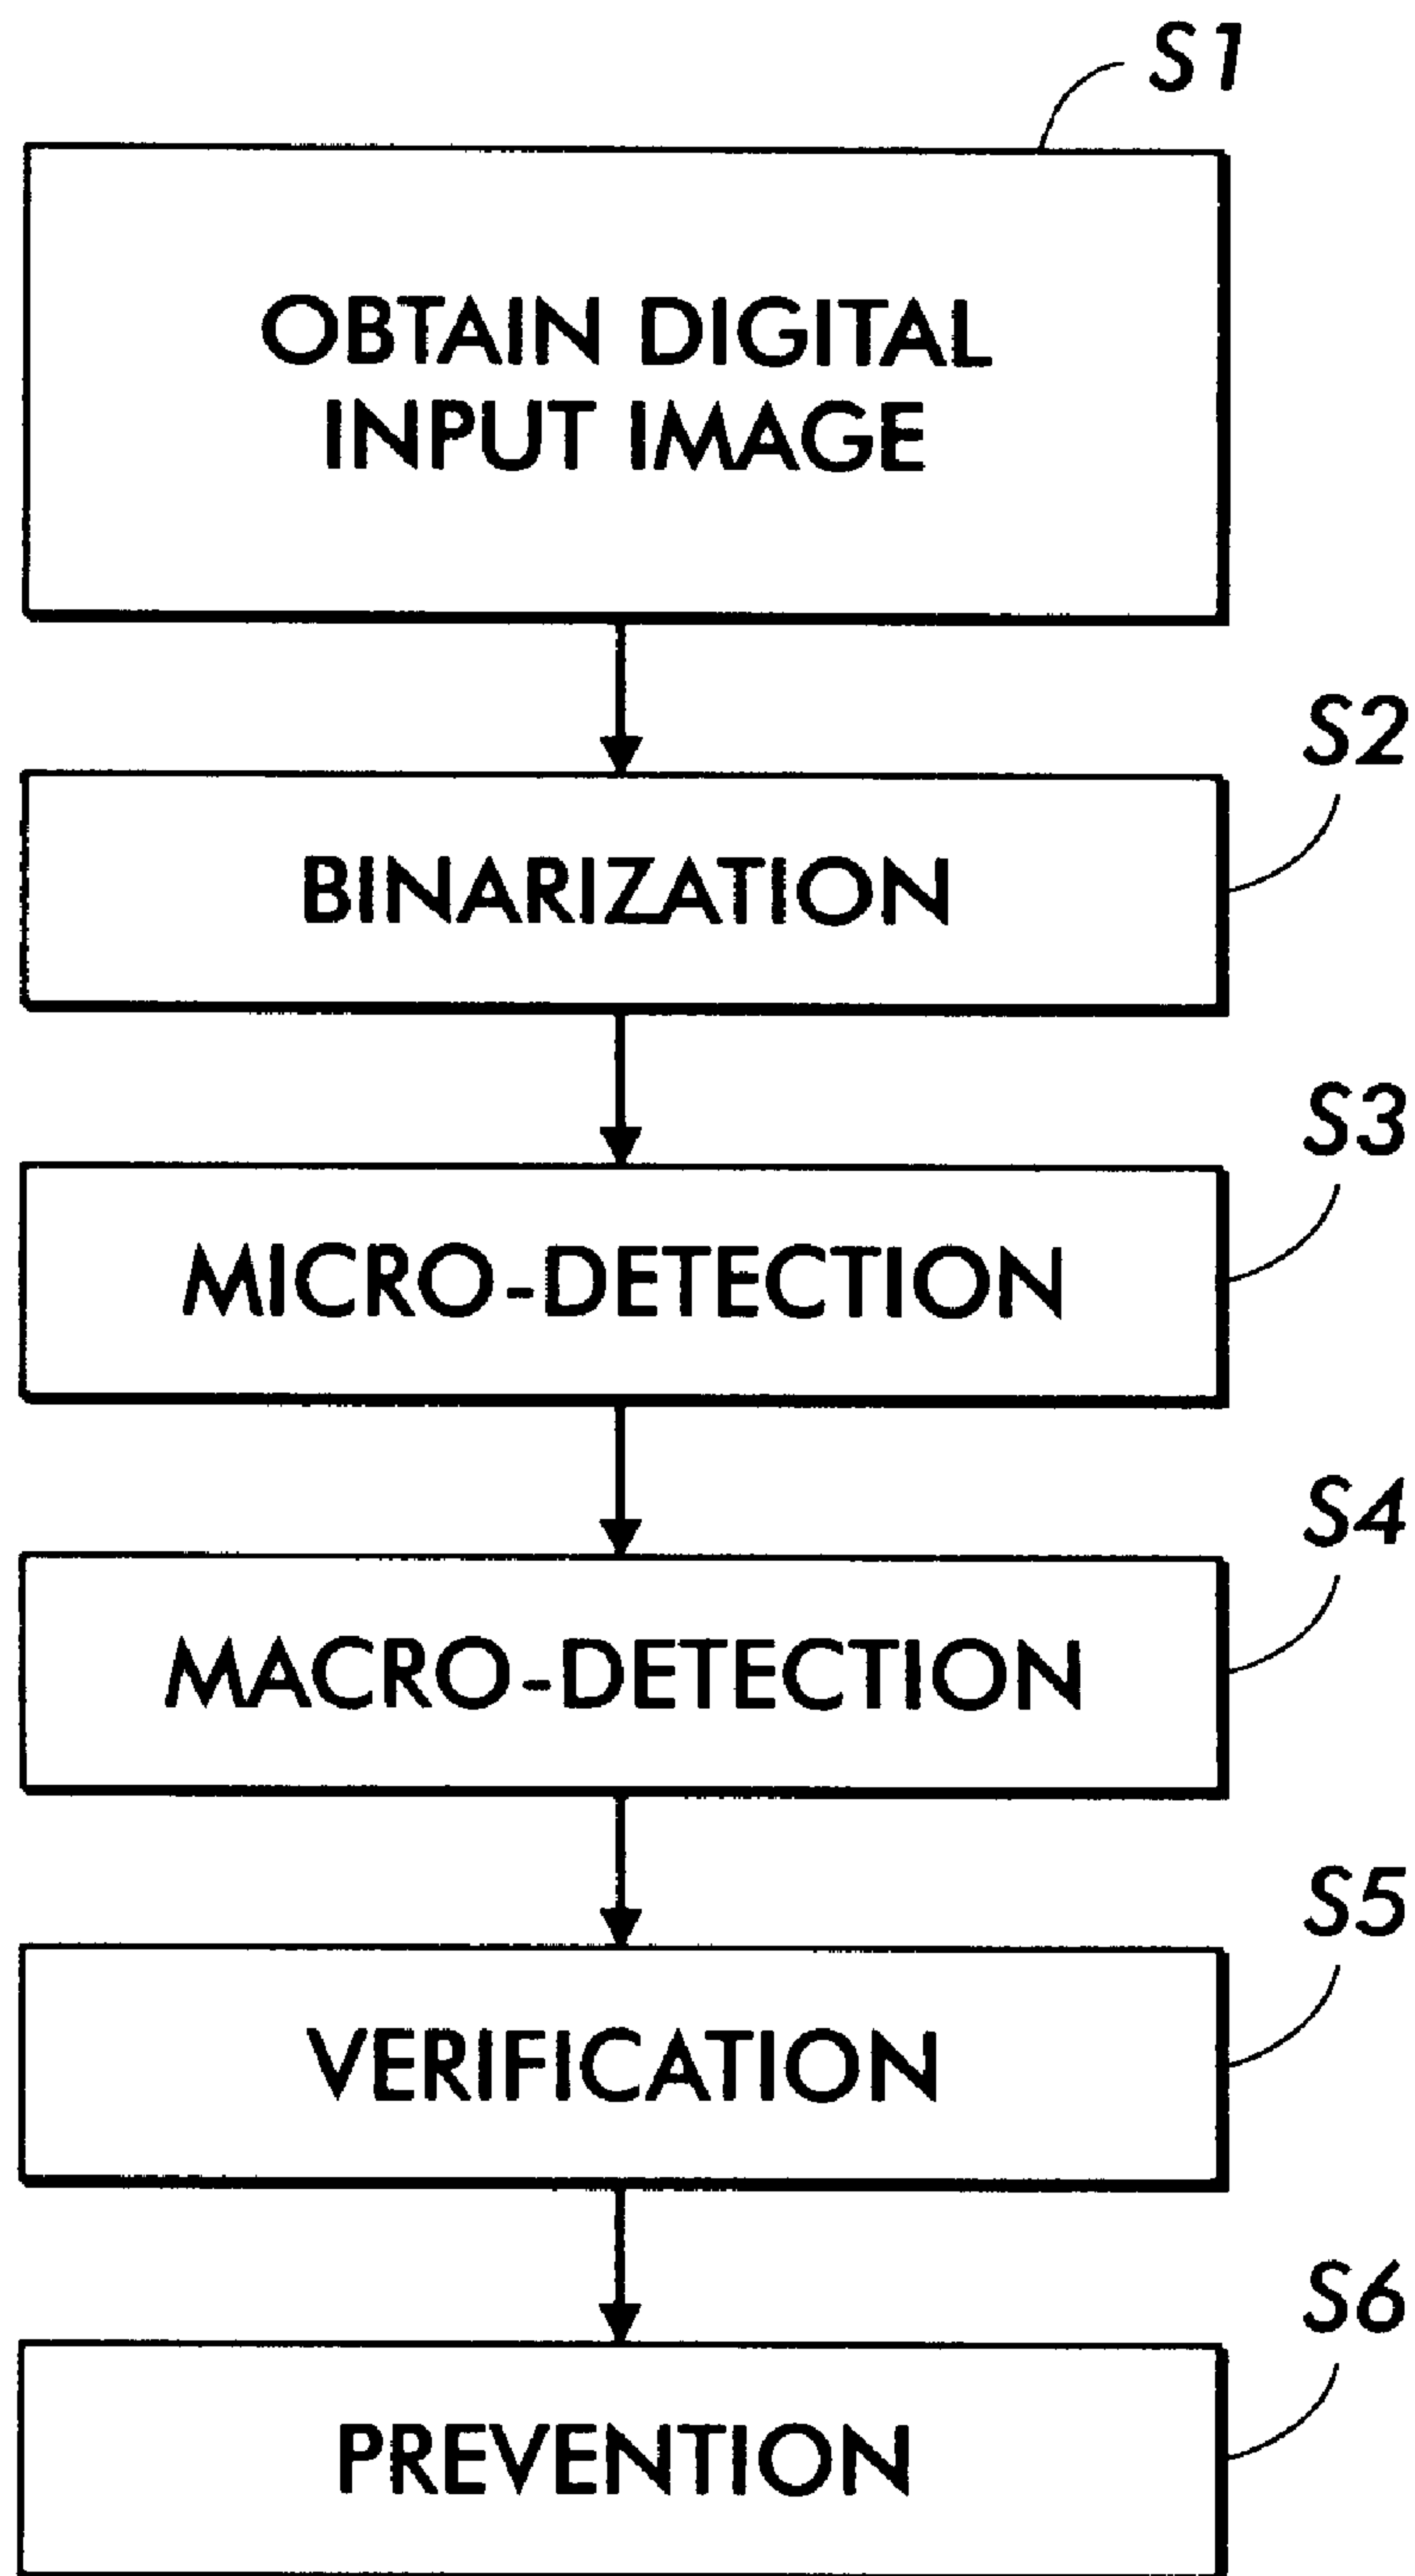 S1
OBTAIN DIGITAL
INPUT IMAGE
S2
BINARIZATION
S3
MICRO-DETECTION
S4
MACRO-DETECTION
S5
VERIFICATION
S6
PREVENTION